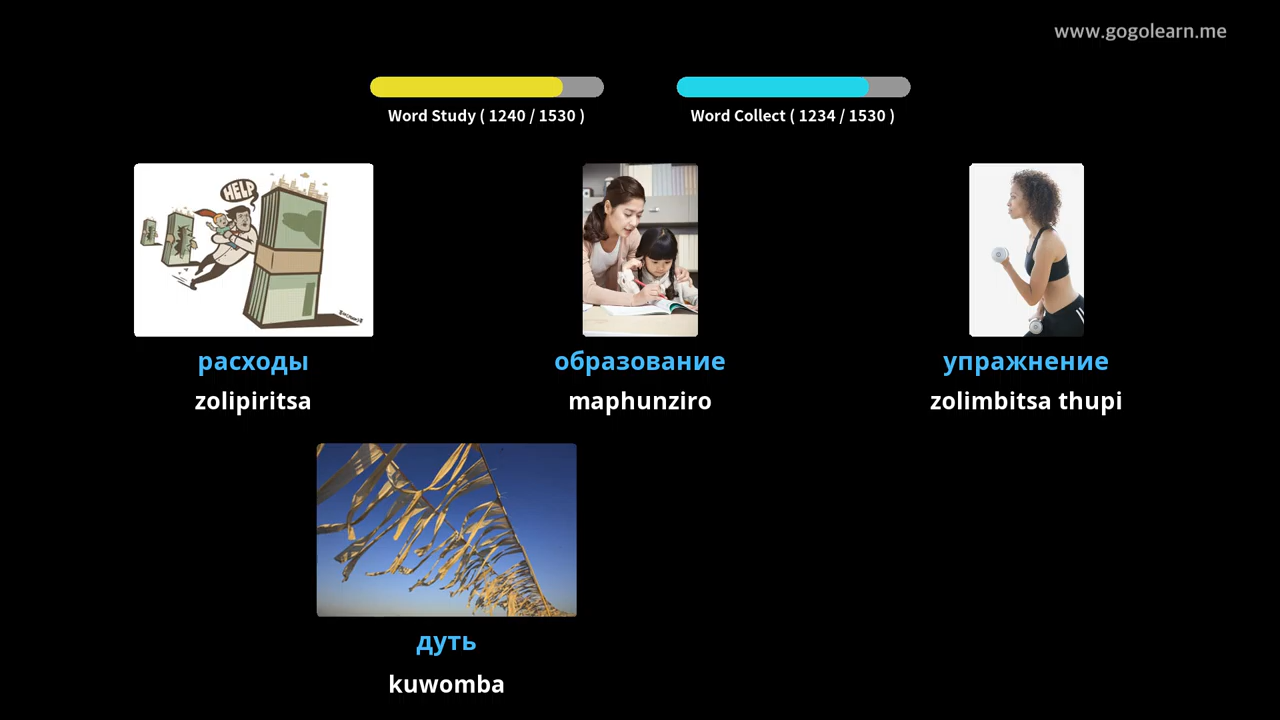 www.gogolearn.me
Word Study ( 1240 / 1530 )
Word Collect ( 1234 / 1530 )
HELP
расходы
образование
упражнение
zolipiritsa
maphunziro
zolimbitsa thupi
дуть
kuwomba